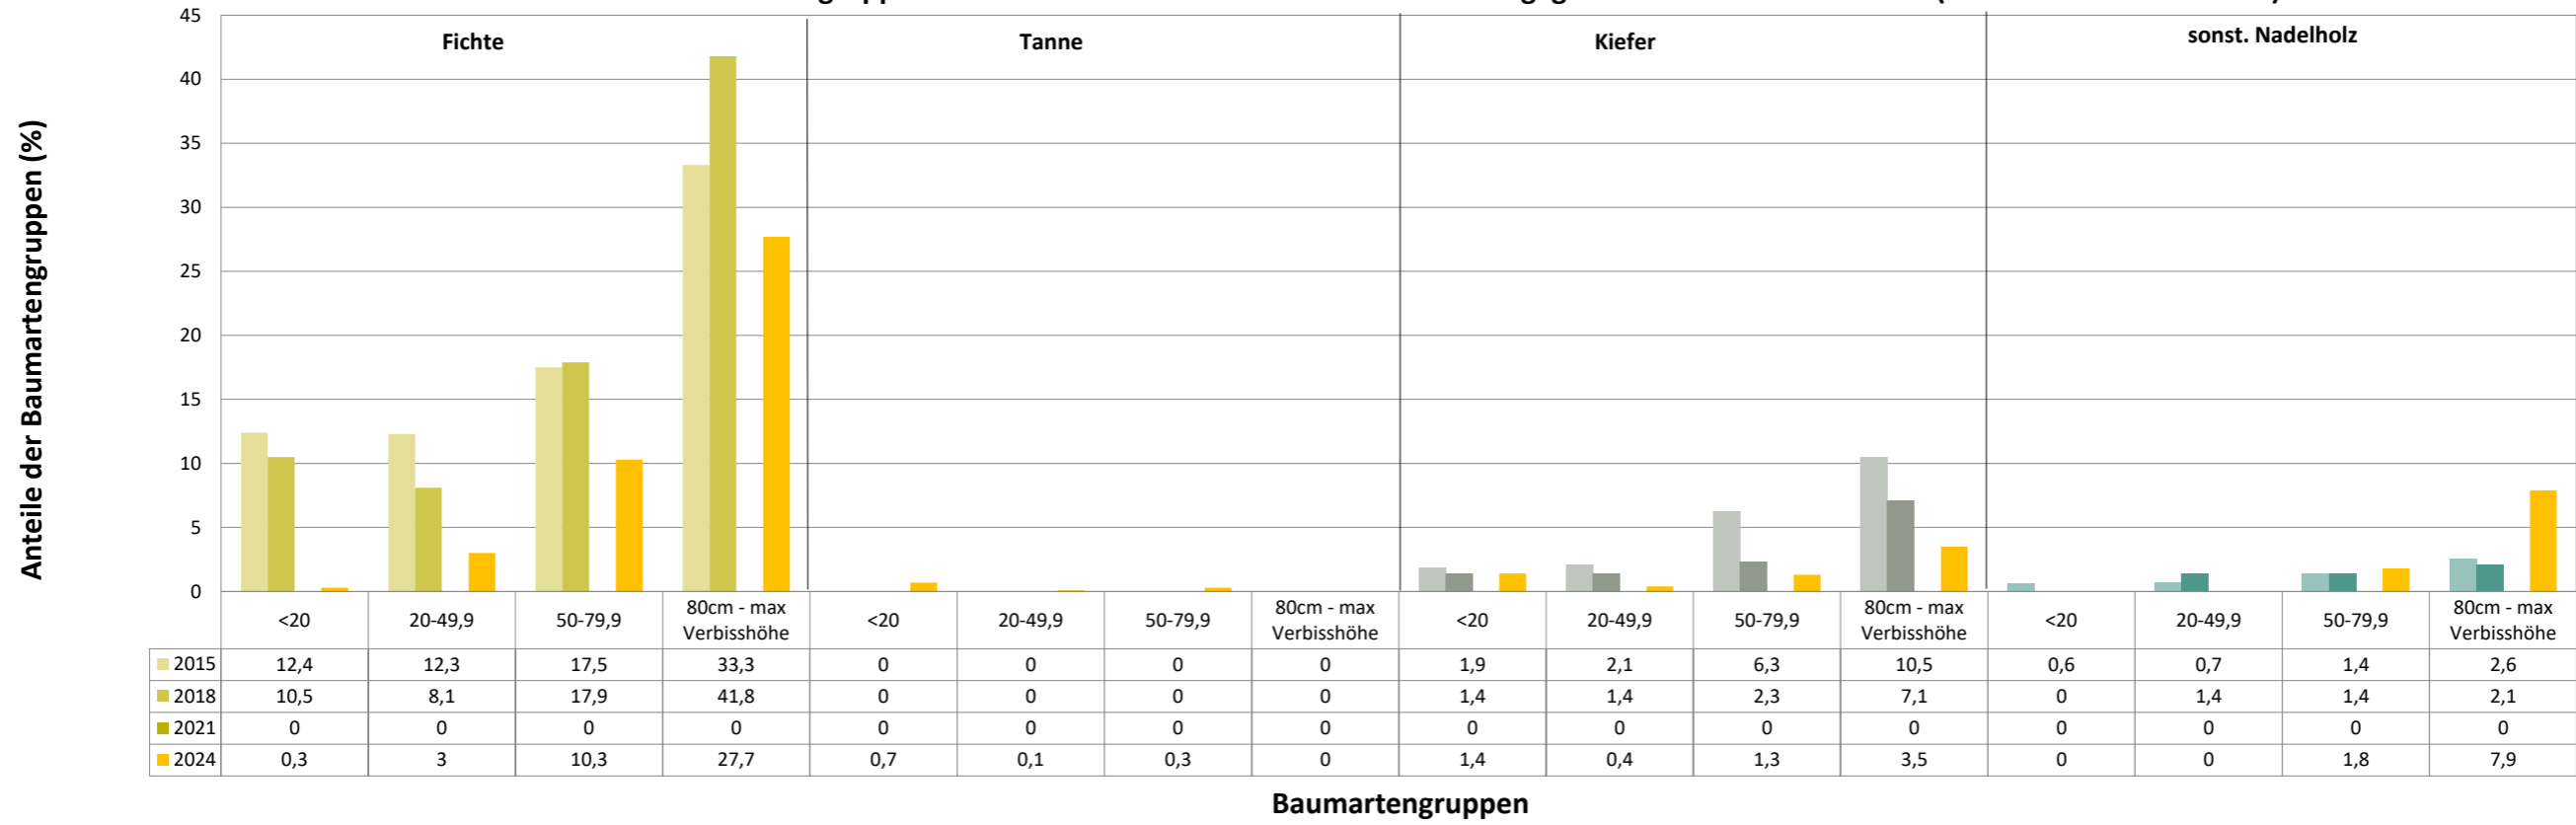 45
40
35
30
25
20
15
10
5
0
Anteile der Baumartengruppen (%)
Fichte
Tanne
Kiefer
sonst. Nadelholz
<20 20-49,9 50-79,9 80cm - max Verbisshöhe <20 20-49,9 50-79,9 80cm - max Verbisshöhe <20 20-49,9 50-79,9 80cm - max Verbisshöhe <20 20-49,9 50-79,9 80cm - max Verbisshöhe
2015 12,4 12,3 17,5 33,3 0 0 0 0 1,9 2,1 6,3 10,5 0,6 0,7 1,4 2,6
2018 10,5 8,1 17,9 41,8 0 0 0 0 1,4 1,4 2,3 7,1 0 1,4 1,4 2,1
2021 0 0 0 0 0 0 0 0 0 0 0 0 0 0 0 0
2024 0,3 3 10,3 27,7 0,7 0,1 0,3 0 1,4 0,4 1,3 3,5 0 0 1,8 7,9
Baumartengruppen